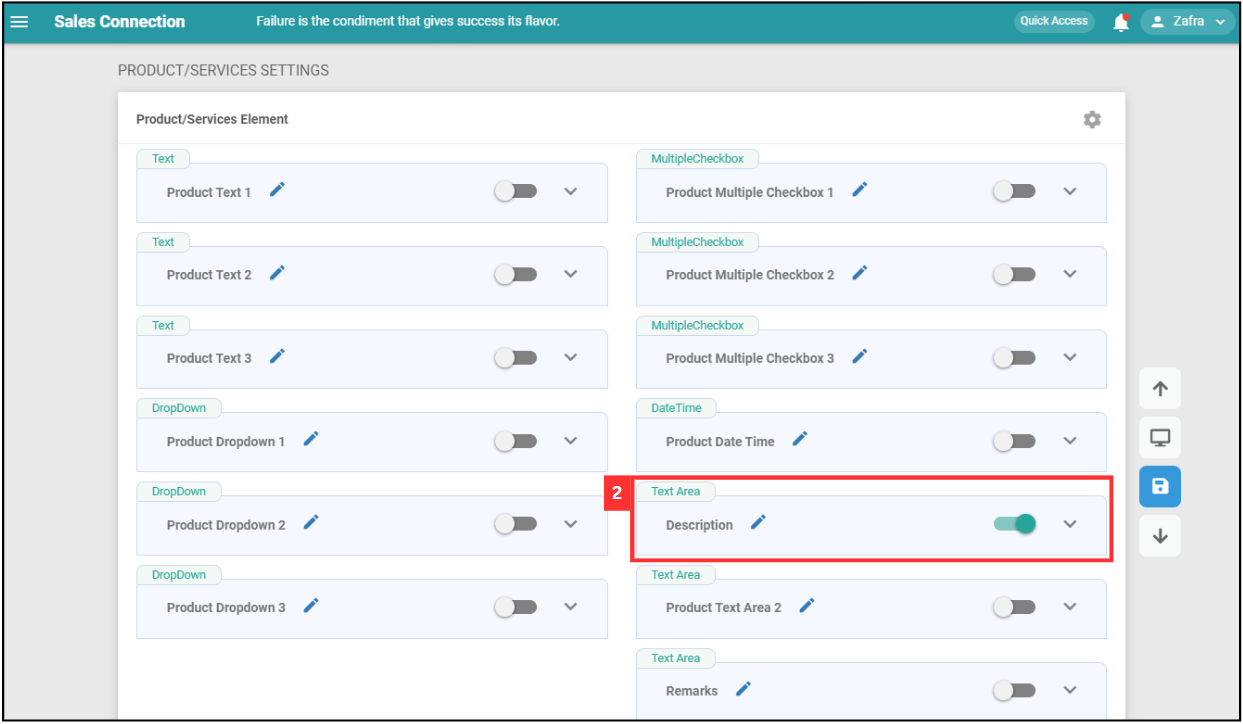 Sales Connection
Failure is the condiment that gives success its flavor.
Quick Access
Zafra
PRODUCT/SERVICES SETTINGS
Product/Services Element
Text
Product Text 1
Text
Product Text 2
Text
Product Text 3
DropDown
Product Dropdown 1
DropDown
Product Dropdown 2
DropDown
Product Dropdown 3
MultipleCheckbox
Product Multiple Checkbox 1
MultipleCheckbox
Product Multiple Checkbox 2
MultipleCheckbox
Product Multiple Checkbox 3
DateTime
Product Date Time
2
Text Area
Description
Text Area
Product Text Area 2
Text Area
Remarks